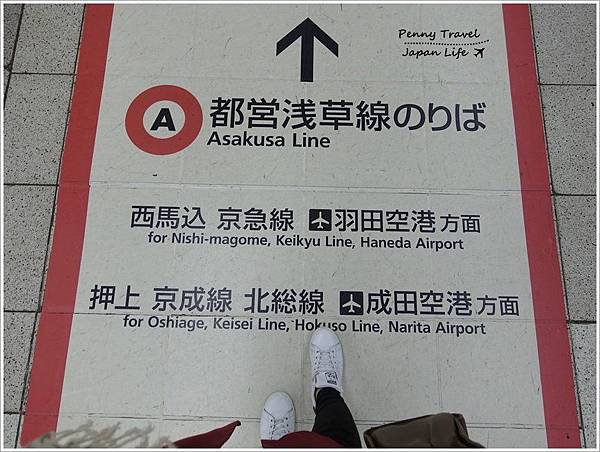 Penny Travel
Japan Life
A 都営浅草線のりば
Asakusa Line
西馬込 京急線 羽田空港方面
for Nishi-magome, Keikyu Line, Haneda Airport
押上 京成線 北総線 成田空港方面
for Oshiage, Keisei Line, Hokuso Line, Narita Airport